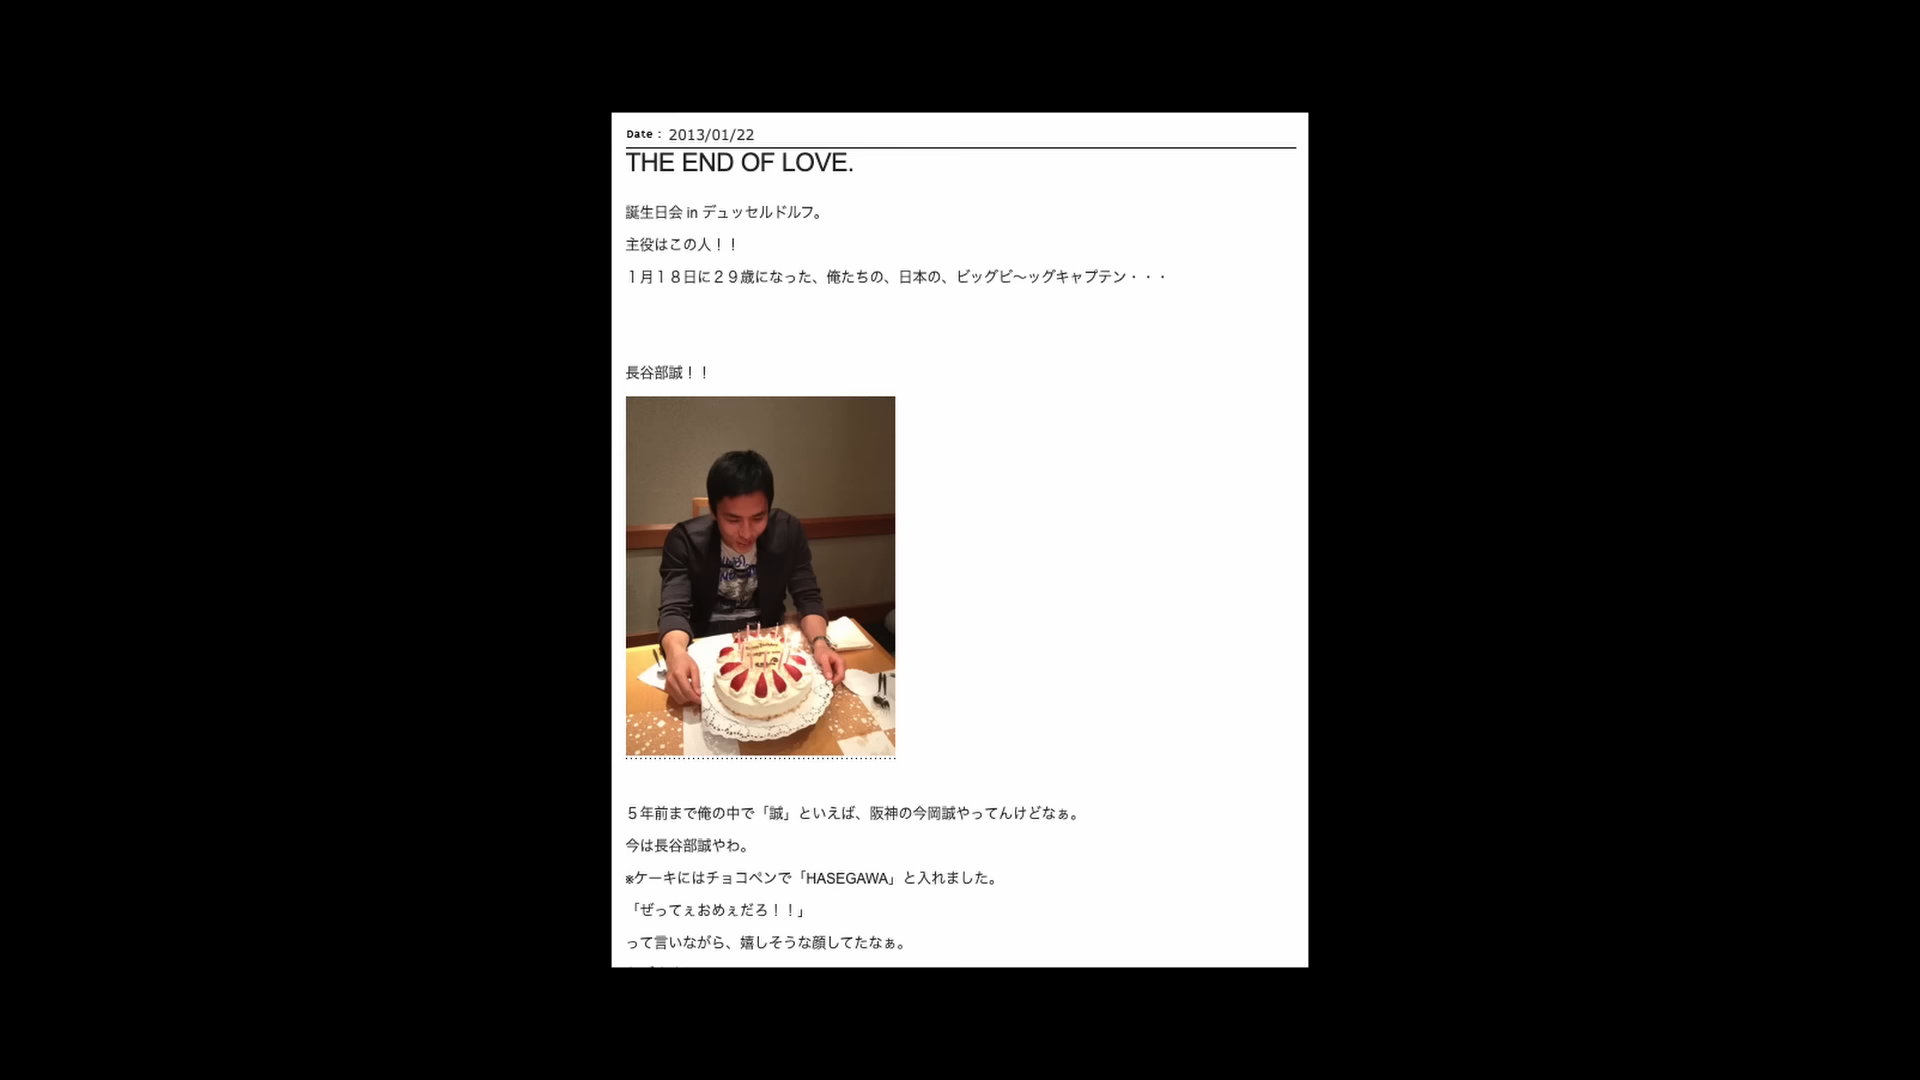 Date : 2013/01/22
THE END OF LOVE.
誕生日会 in デュッセルドルフ。
主役はこの人！！
１月１８日に２９歳になった、俺たちの、日本の、ビッグビ〜ッグキャプテン・・・
長谷部誠！！
５年前まで俺の中で「誠」といえば、阪神の今岡誠やってんけどなぁ。
今は長谷部誠やわ。
※ケーキにはチョコペンで「HASEGAWA」と入れました。
「ぜってぇおめぇだろ！！」
って言いながら、嬉しそうな顔してたなぁ。